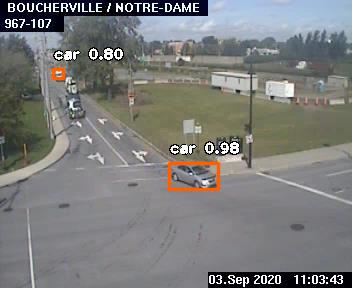 BOUCHERVILLE / NOTRE-DAME
967-107
car 0.80
car 0.98
03.Sep 2020 11:03:43